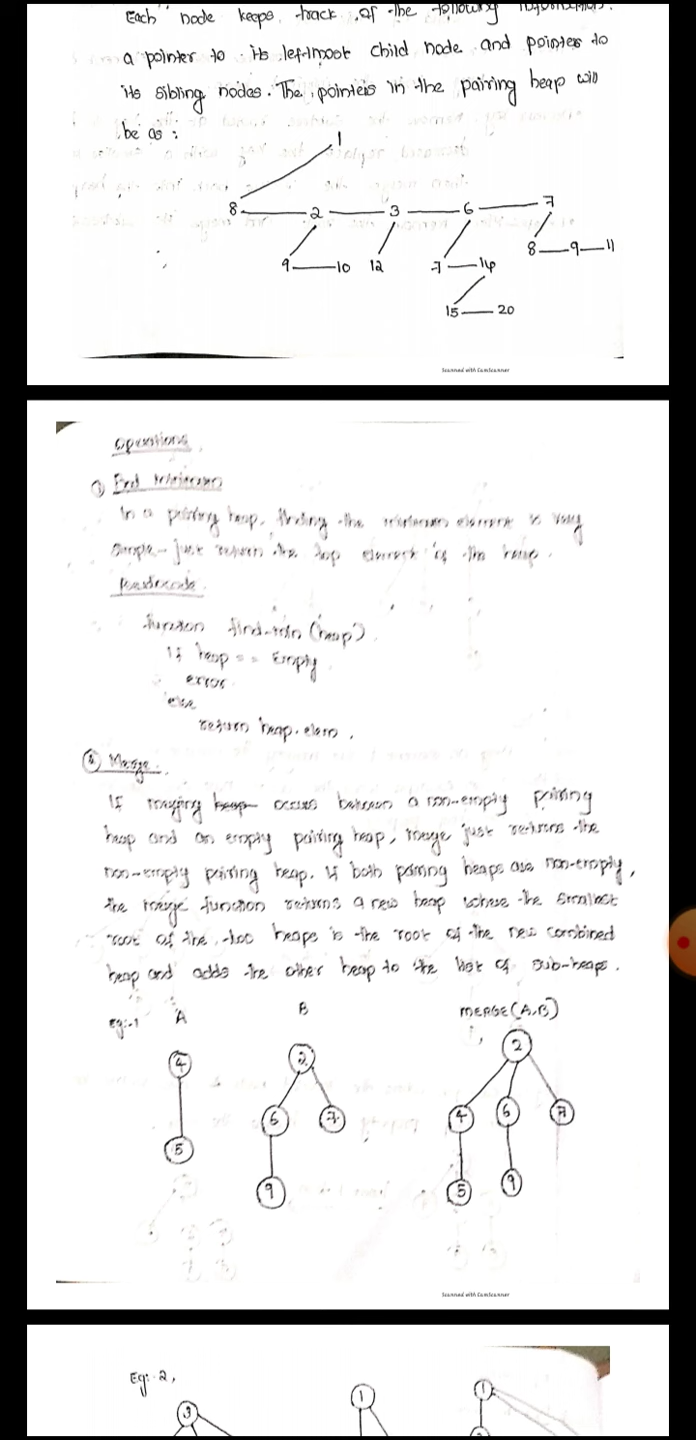 Each node keeps track of the following
a pointer to its leftmost child node and pointer to
its sibling nodes. The pointers in the pairing heap will
be as :
1
8 2 3 6 7
9 10 12 7 14 8 9 11
15 20
Scanned with CamScanner
Operations
① Find Minimum
In a pairing heap, finding the minimum element is very
simple - just return the top element of the heap.
Pseudocode
function find-min (heap)
If heap == Empty
error
else
return heap.elem.
② Merge.
If merging heap occurs between a non-empty pairing
heap and an empty pairing heap, merge just returns the
non-empty pairing heap. If both pairing heaps are non-empty,
the merge function returns a new heap where the smallest
root of the two heaps is the root of the new combined
heap and adds the other heap to the list of sub-heaps.
eg:-1 A B MERGE(A,B)
4 2 2
5 6 7 4 6 7
9 5 9
Scanned with CamScanner
Eg:-2,
3 1 1